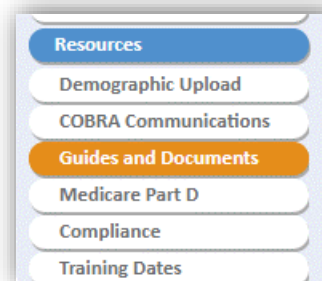 Resources
Demographic Upload
COBRA Communications
Guides and Documents
Medicare Part D
Compliance
Training Dates